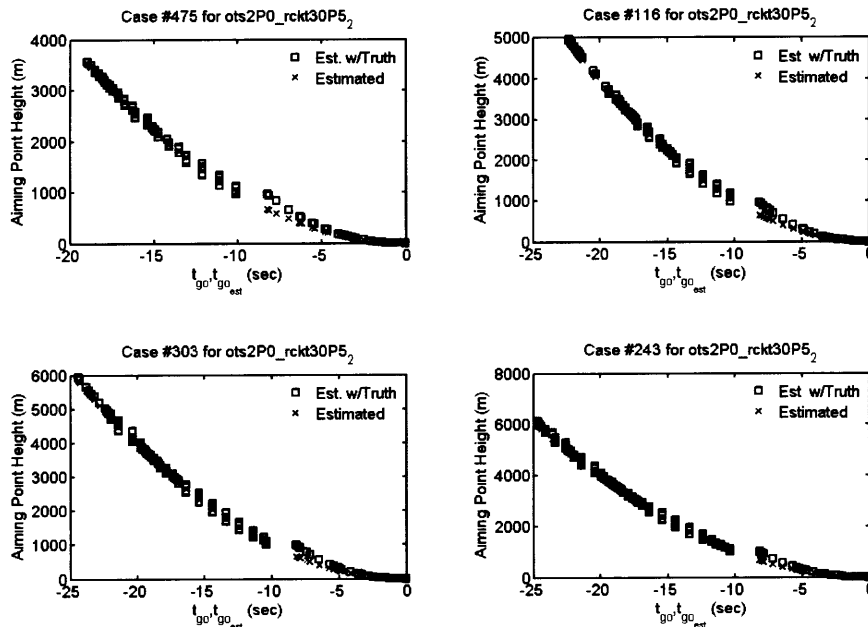 Case #475 for ots2P0_rckt30P5₂
Aiming Point Height (m)
4000
3000
2000
1000
0
□ Est. w/Truth
× Estimated
-20 -15 -10 -5 0
t_go,t_go_est (sec)
Case #116 for ots2P0_rckt30P5₂
Aiming Point Height (m)
5000
4000
3000
2000
1000
0
□ Est. w/Truth
× Estimated
-25 -20 -15 -10 -5 0
t_go,t_go_est (sec)
Case #303 for ots2P0_rckt30P5₂
Aiming Point Height (m)
6000
5000
4000
3000
2000
1000
0
□ Est. w/Truth
× Estimated
-25 -20 -15 -10 -5 0
t_go,t_go_est (sec)
Case #243 for ots2P0_rckt30P5₂
Aiming Point Height (m)
8000
6000
4000
2000
0
□ Est w/Truth
× Estimated
-25 -20 -15 -10 -5 0
t_go,t_go_est (sec)